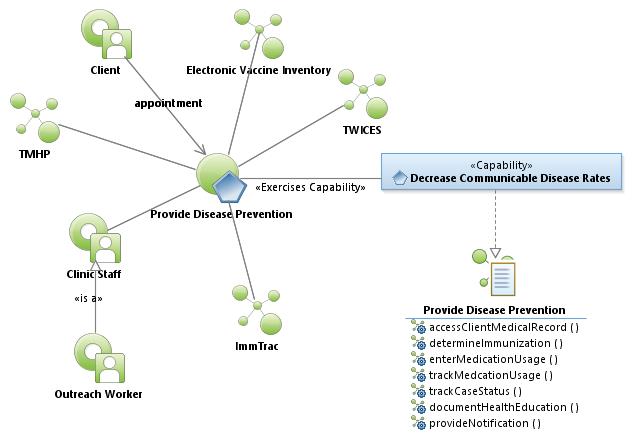 Client
Electronic Vaccine Inventory
appointment
TWICES
TMHP
«Capability»
Decrease Communicable Disease Rates
«Exercises Capability»
Provide Disease Prevention
Clinic Staff
«is a»
ImmTrac
Outreach Worker
Provide Disease Prevention
accessClientMedicalRecord ( )
determineImmunization ( )
enterMedicationUsage ( )
trackMedcationUsage ( )
trackCaseStatus ( )
documentHealthEducation ( )
provideNotification ( )